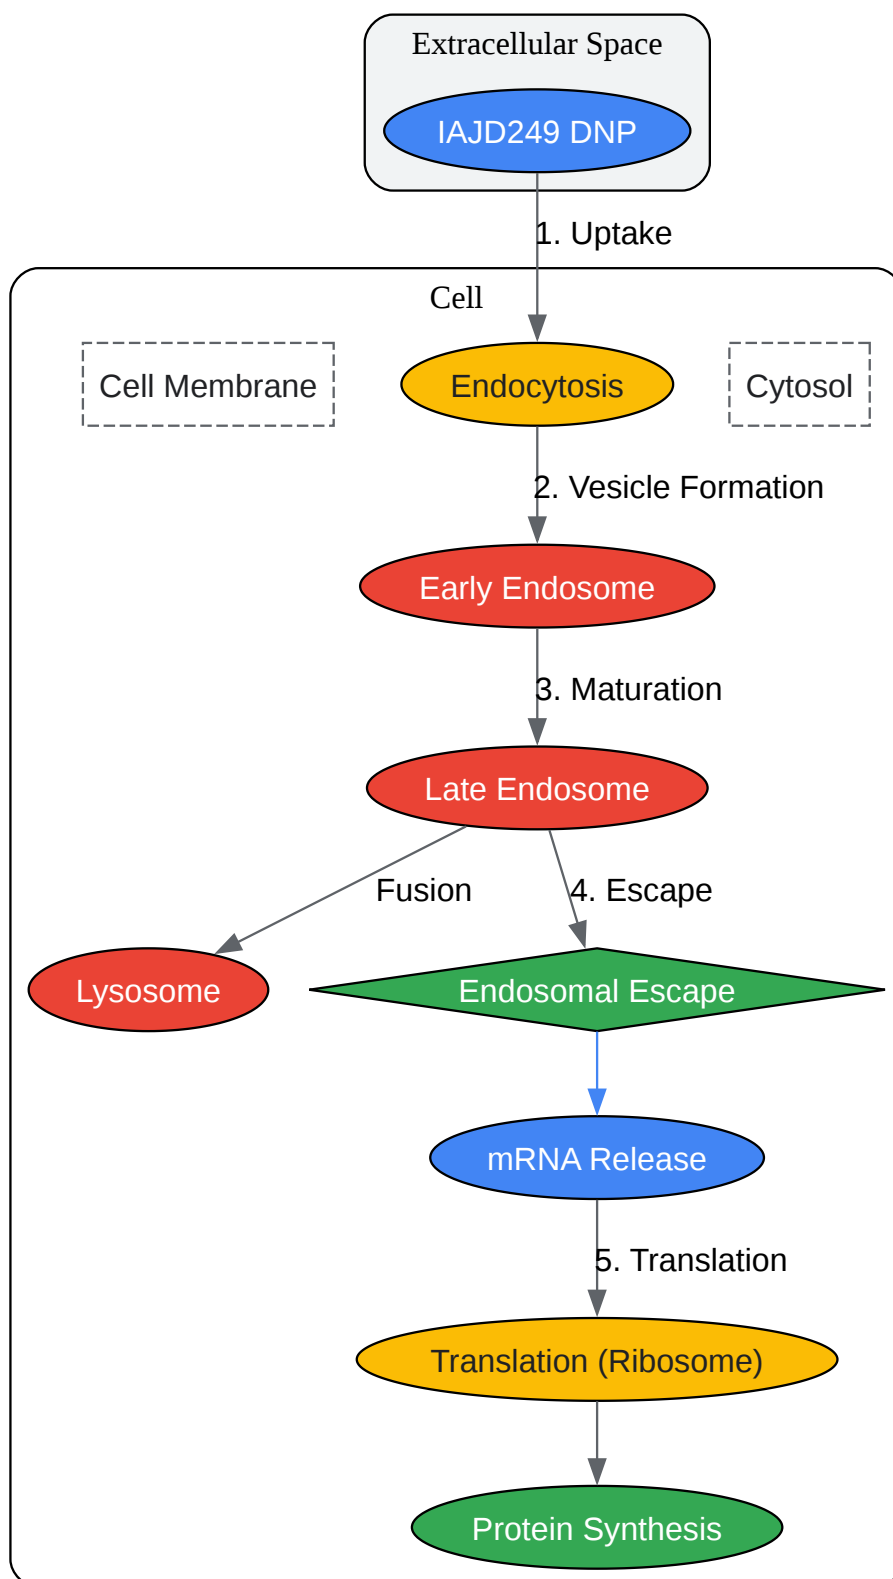 Extracellular Space
IAJD249 DNP
1. Uptake
Cell
Cell Membrane
Endocytosis
Cytosol
2. Vesicle Formation
Early Endosome
3. Maturation
Late Endosome
Fusion
4. Escape
Lysosome
Endosomal Escape
mRNA Release
5. Translation
Translation (Ribosome)
Protein Synthesis